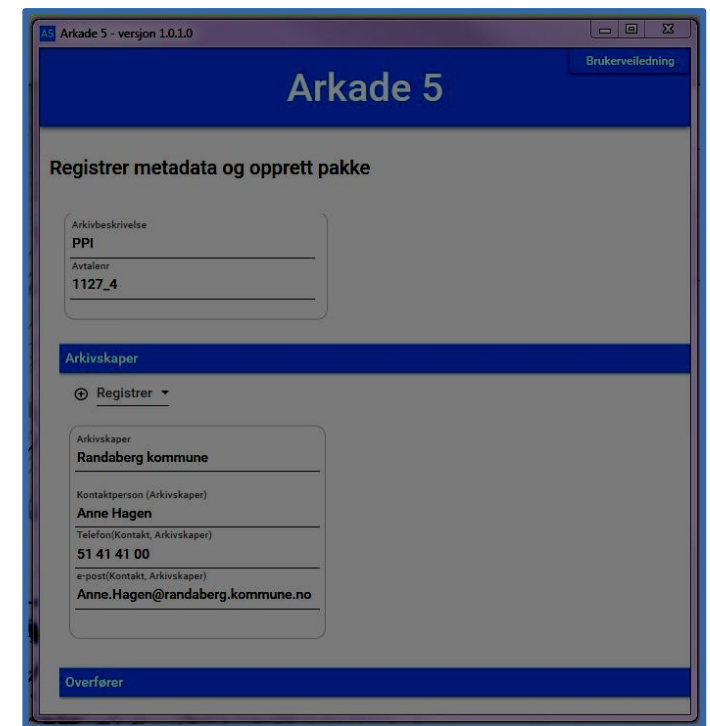 A5 Arkade 5 - versjon 1.0.1.0
Brukerveiledning
Arkade 5
Registrer metadata og opprett pakke
Arkivbeskrivelse
PPI
Avtalenr
1127_4
Arkivskaper
Registrer
Arkivskaper
Randaberg kommune
Kontaktperson (Arkivskaper)
Anne Hagen
Telefon(Kontakt, Arkivskaper)
51 41 41 00
e-post(Kontakt, Arkivskaper)
Anne.Hagen@randaberg.kommune.no
Overfører